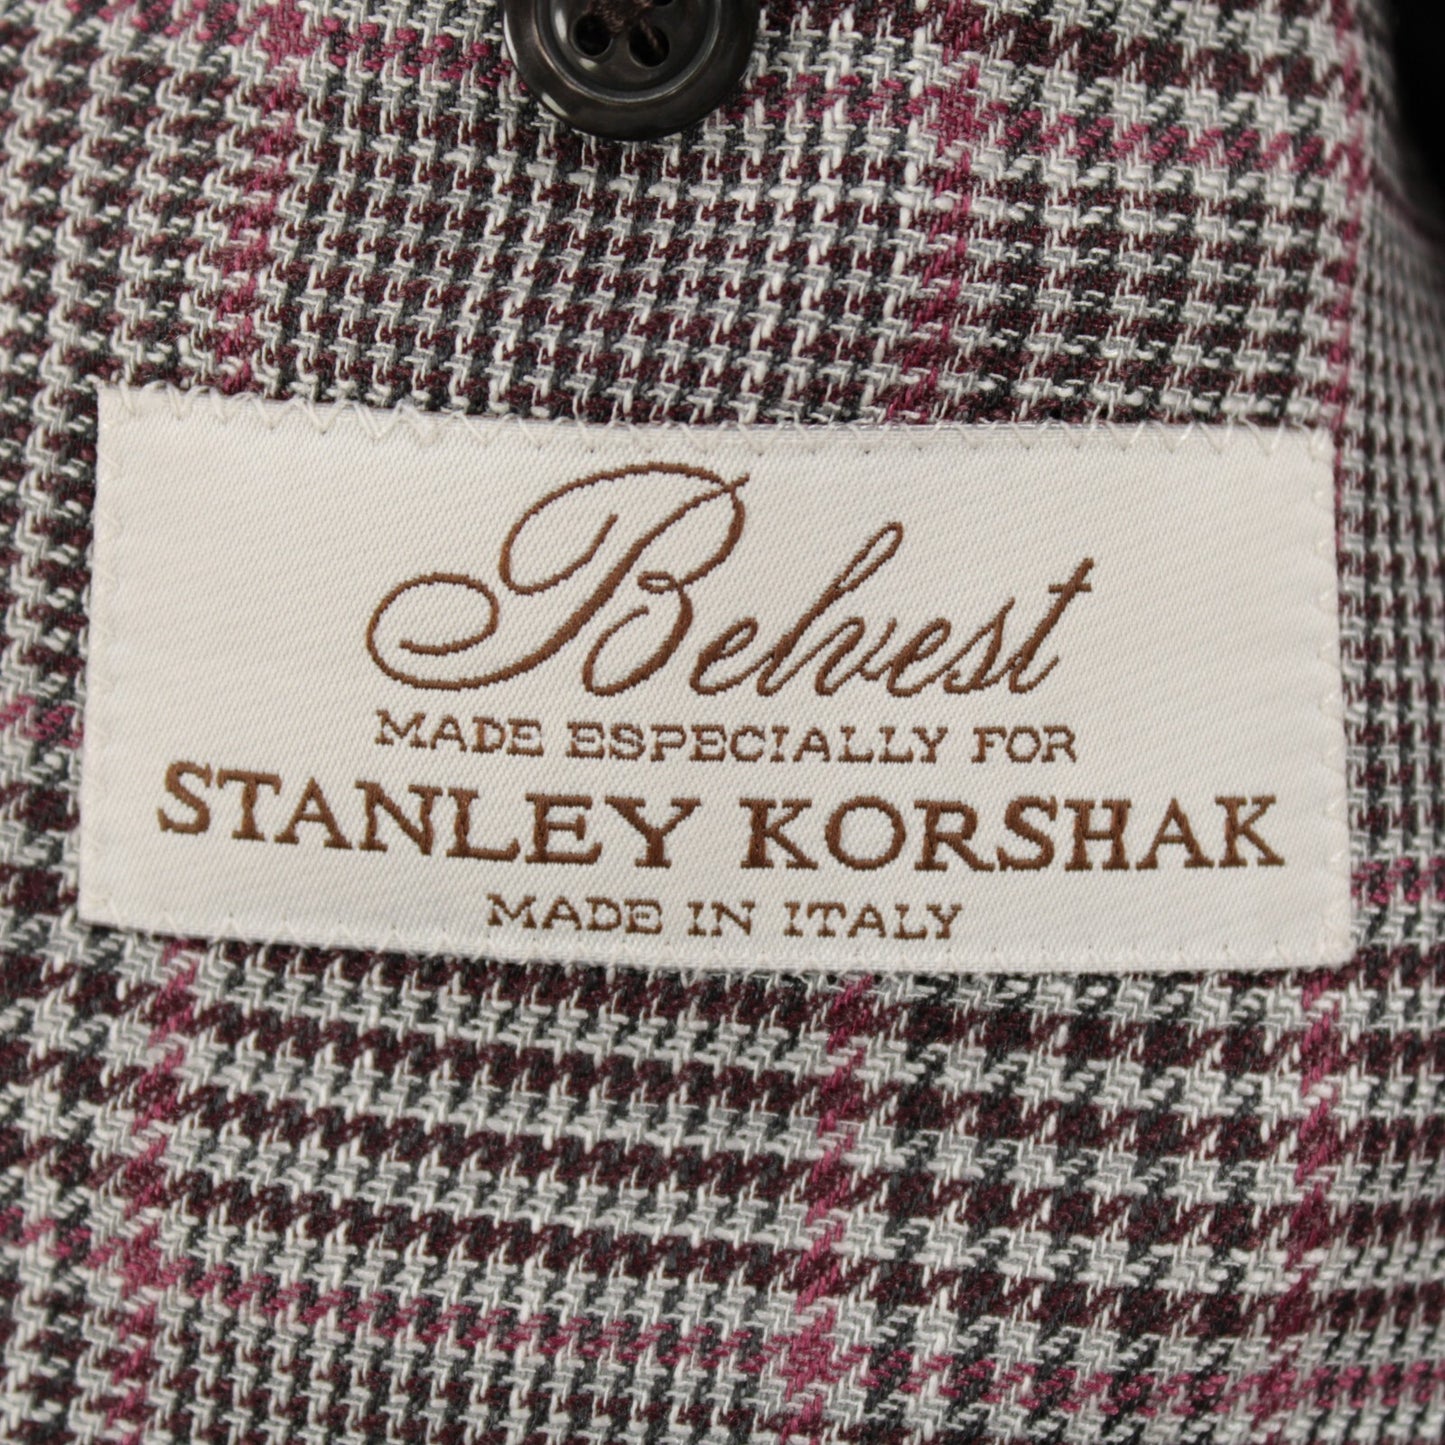 Belvest
MADE ESPECIALLY FOR
STANLEY KORSHAK
MADE IN ITALY